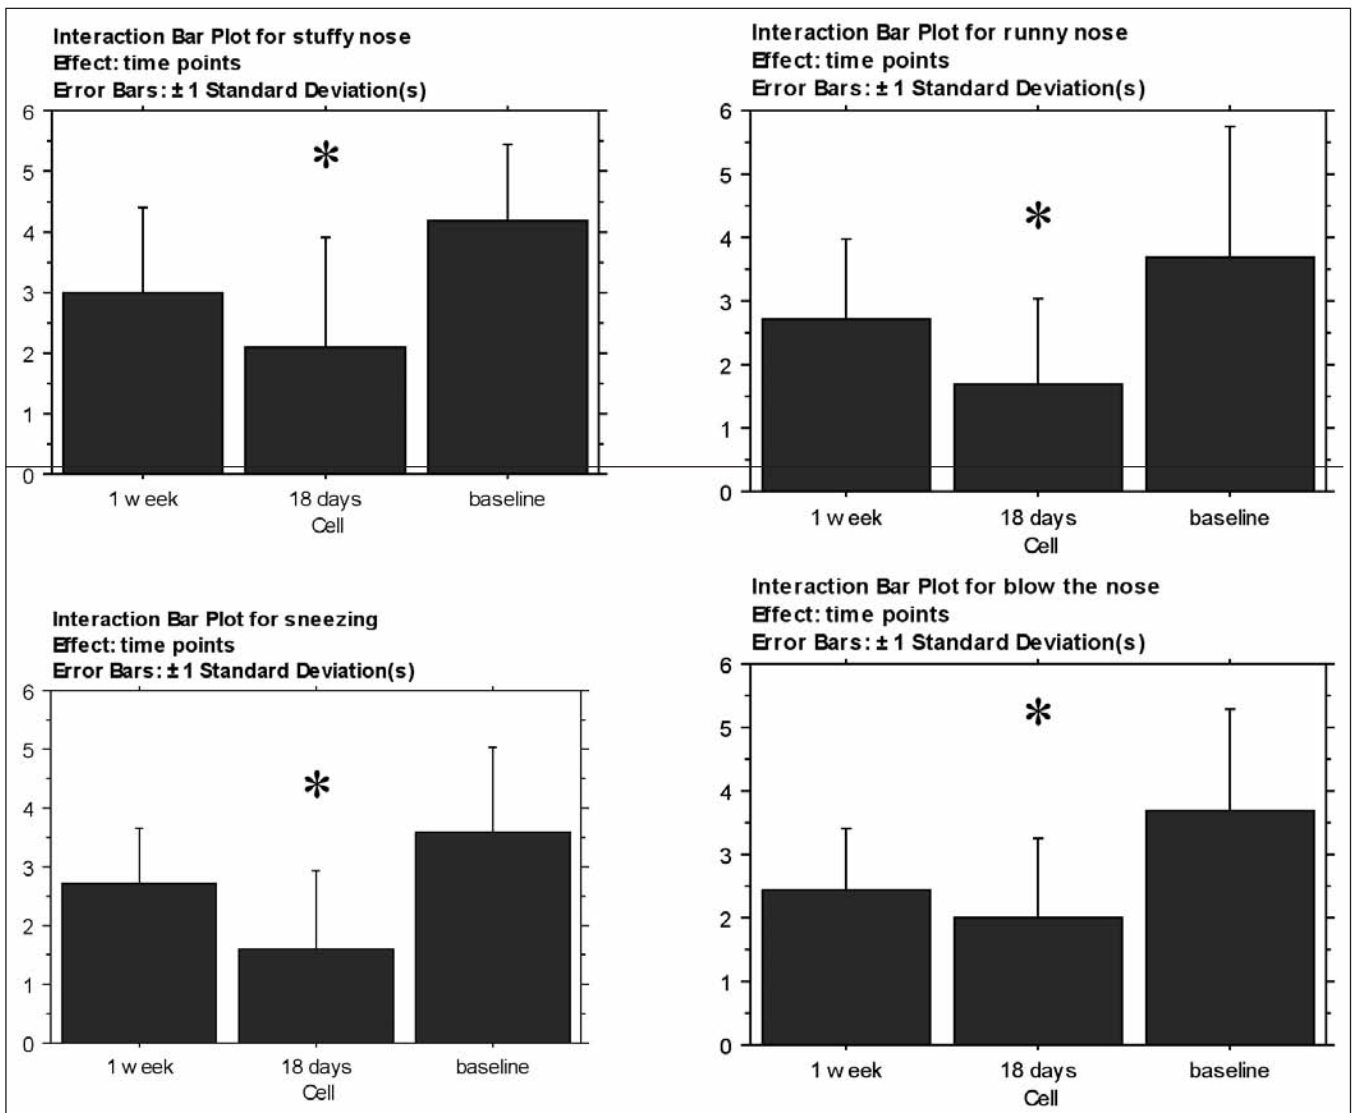 Interaction Bar Plot for stuffy nose
Effect: time points
Error Bars: ± 1 Standard Deviation(s)
6
5
4
3
2
1
0
*
1 week
18 days
baseline
Cell
Interaction Bar Plot for runny nose
Effect: time points
Error Bars: ± 1 Standard Deviation(s)
6
5
4
3
2
1
0
*
1 week
18 days
baseline
Cell
Interaction Bar Plot for sneezing
Effect: time points
Error Bars: ± 1 Standard Deviation(s)
6
5
4
3
2
1
0
*
1 week
18 days
baseline
Cell
Interaction Bar Plot for blow the nose
Effect: time points
Error Bars: ± 1 Standard Deviation(s)
6
5
4
3
2
1
0
*
1 week
18 days
baseline
Cell